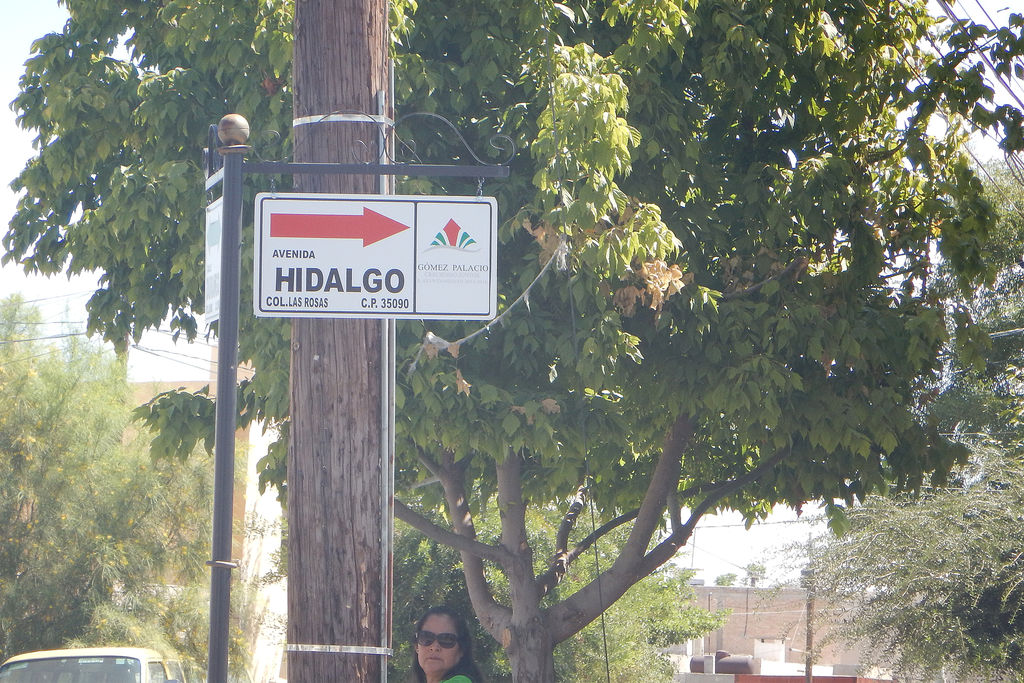 AVENIDA
HIDALGO
COL.LAS ROSAS C.P. 35090
GÓMEZ PALACIO